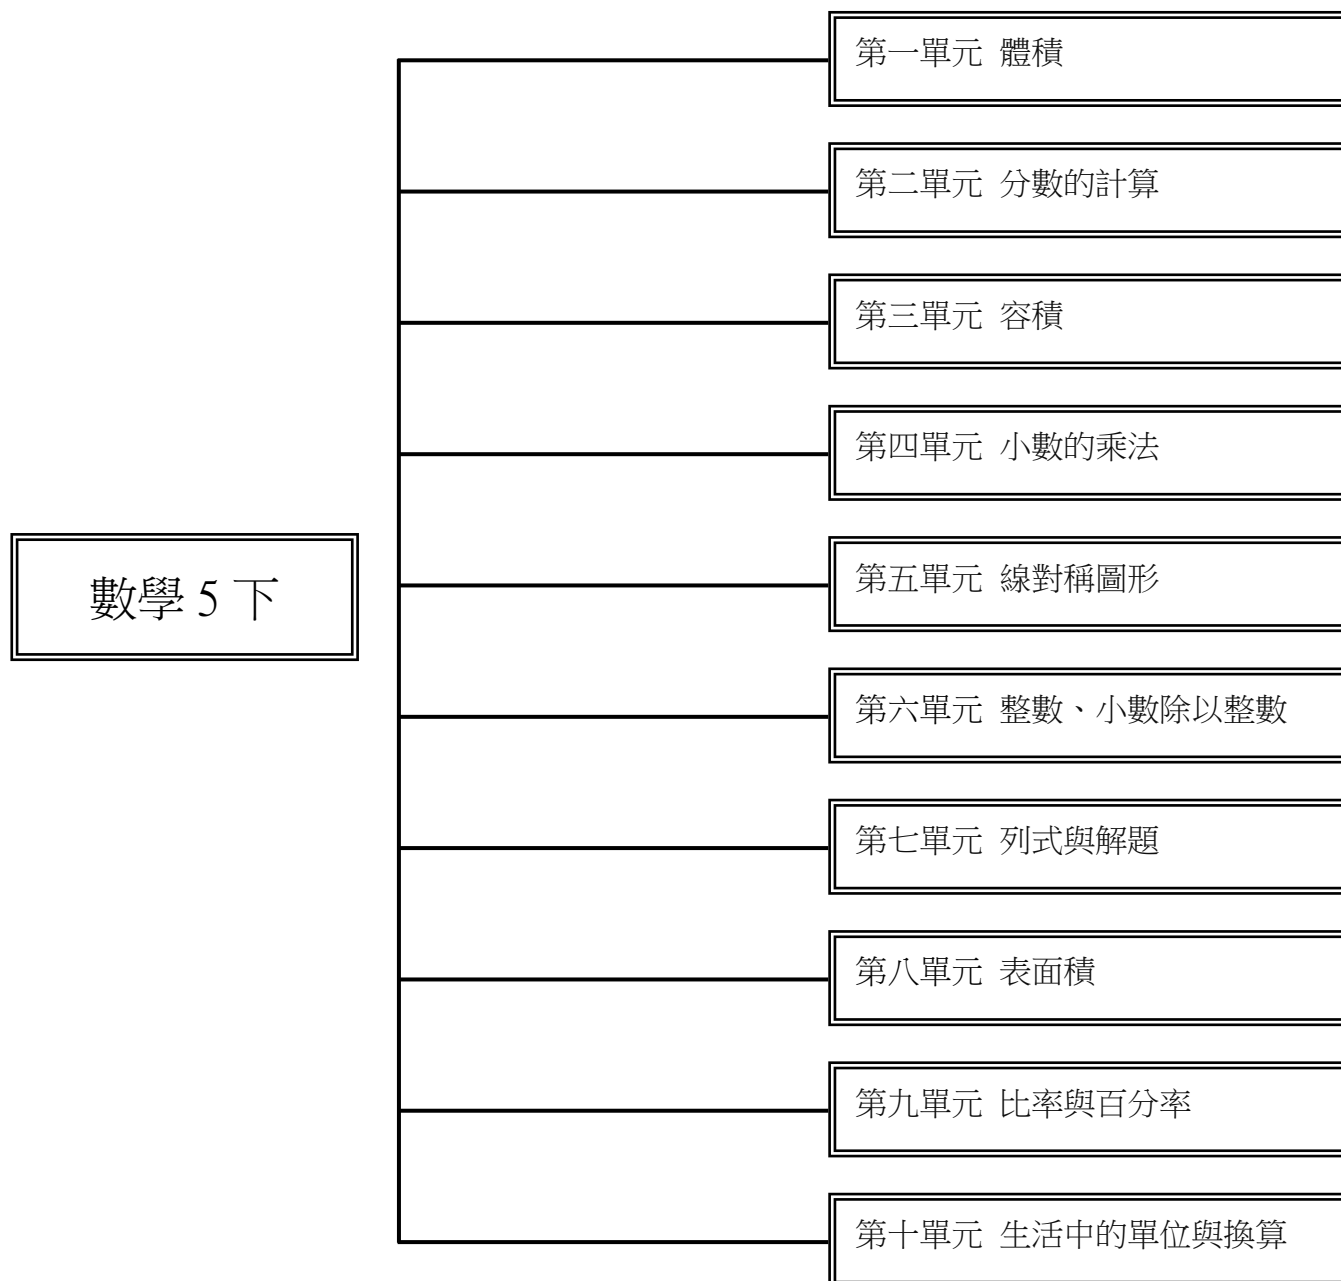 第一單元 體積
第二單元 分數的計算
第三單元 容積
第四單元 小數的乘法
數學 5 下
第五單元 線對稱圖形
第六單元 整數、小數除以整數
第七單元 列式與解題
第八單元 表面積
第九單元 比率與百分率
第十單元 生活中的單位與換算